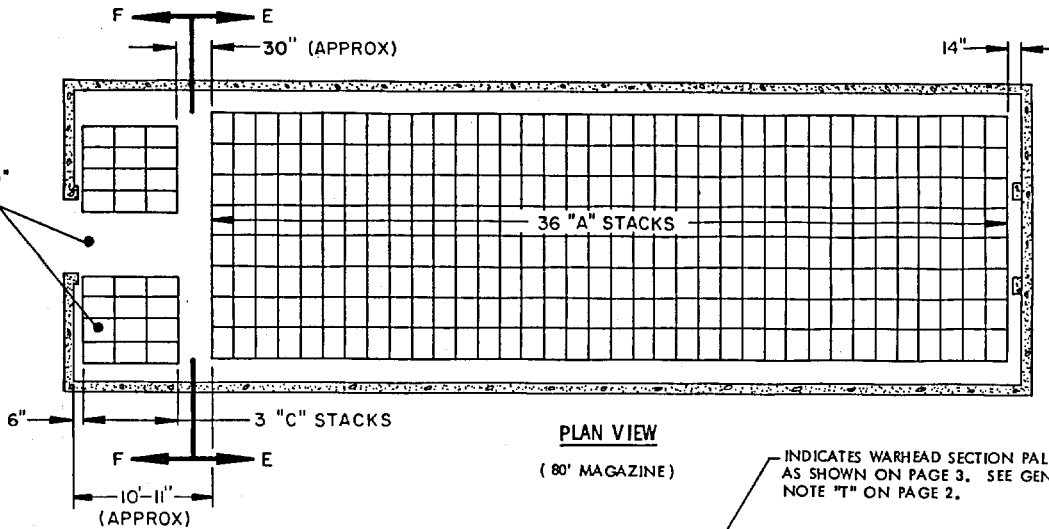 F E
30" (APPROX)
14"
"
36 "A" STACKS
6"
3 "C" STACKS
F E
10'-11"
(APPROX)
PLAN VIEW
(80' MAGAZINE)
INDICATES WARHEAD SECTION PAL
AS SHOWN ON PAGE 3. SEE GEN
NOTE "T" ON PAGE 2.